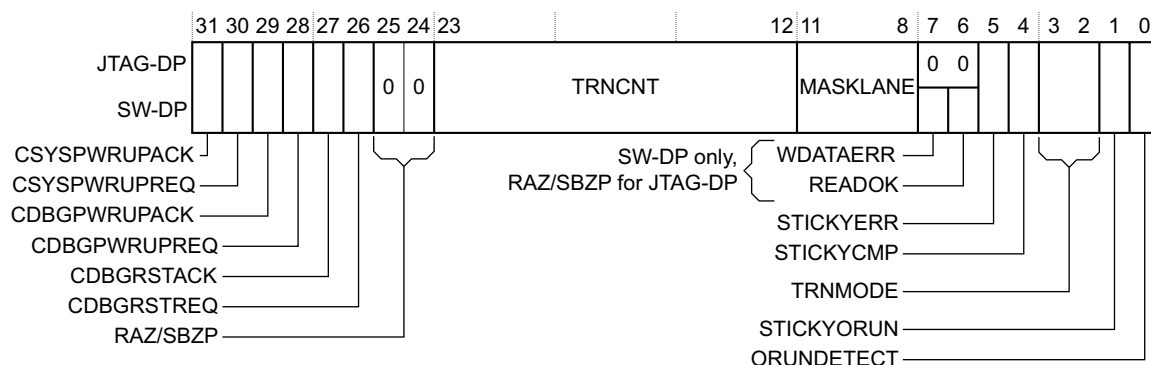 31 30 29 28 27 26 25 24 23 12 11 8 7 6 5 4 3 2 1 0
JTAG-DP
SW-DP
0 0
TRNCNT
MASKLANE
0 0
CSYSPWRUPACK
CSYSPWRUPREQ
CDBGPWRUPACK
CDBGPWRUPREQ
CDBGRSTACK
CDBGRSTREQ
RAZ/SBZP
SW-DP only,
RAZ/SBZP for JTAG-DP
WDATAERR
READOK
STICKYERR
STICKYCMP
TRNMODE
STICKYORUN
ORUNDETECT